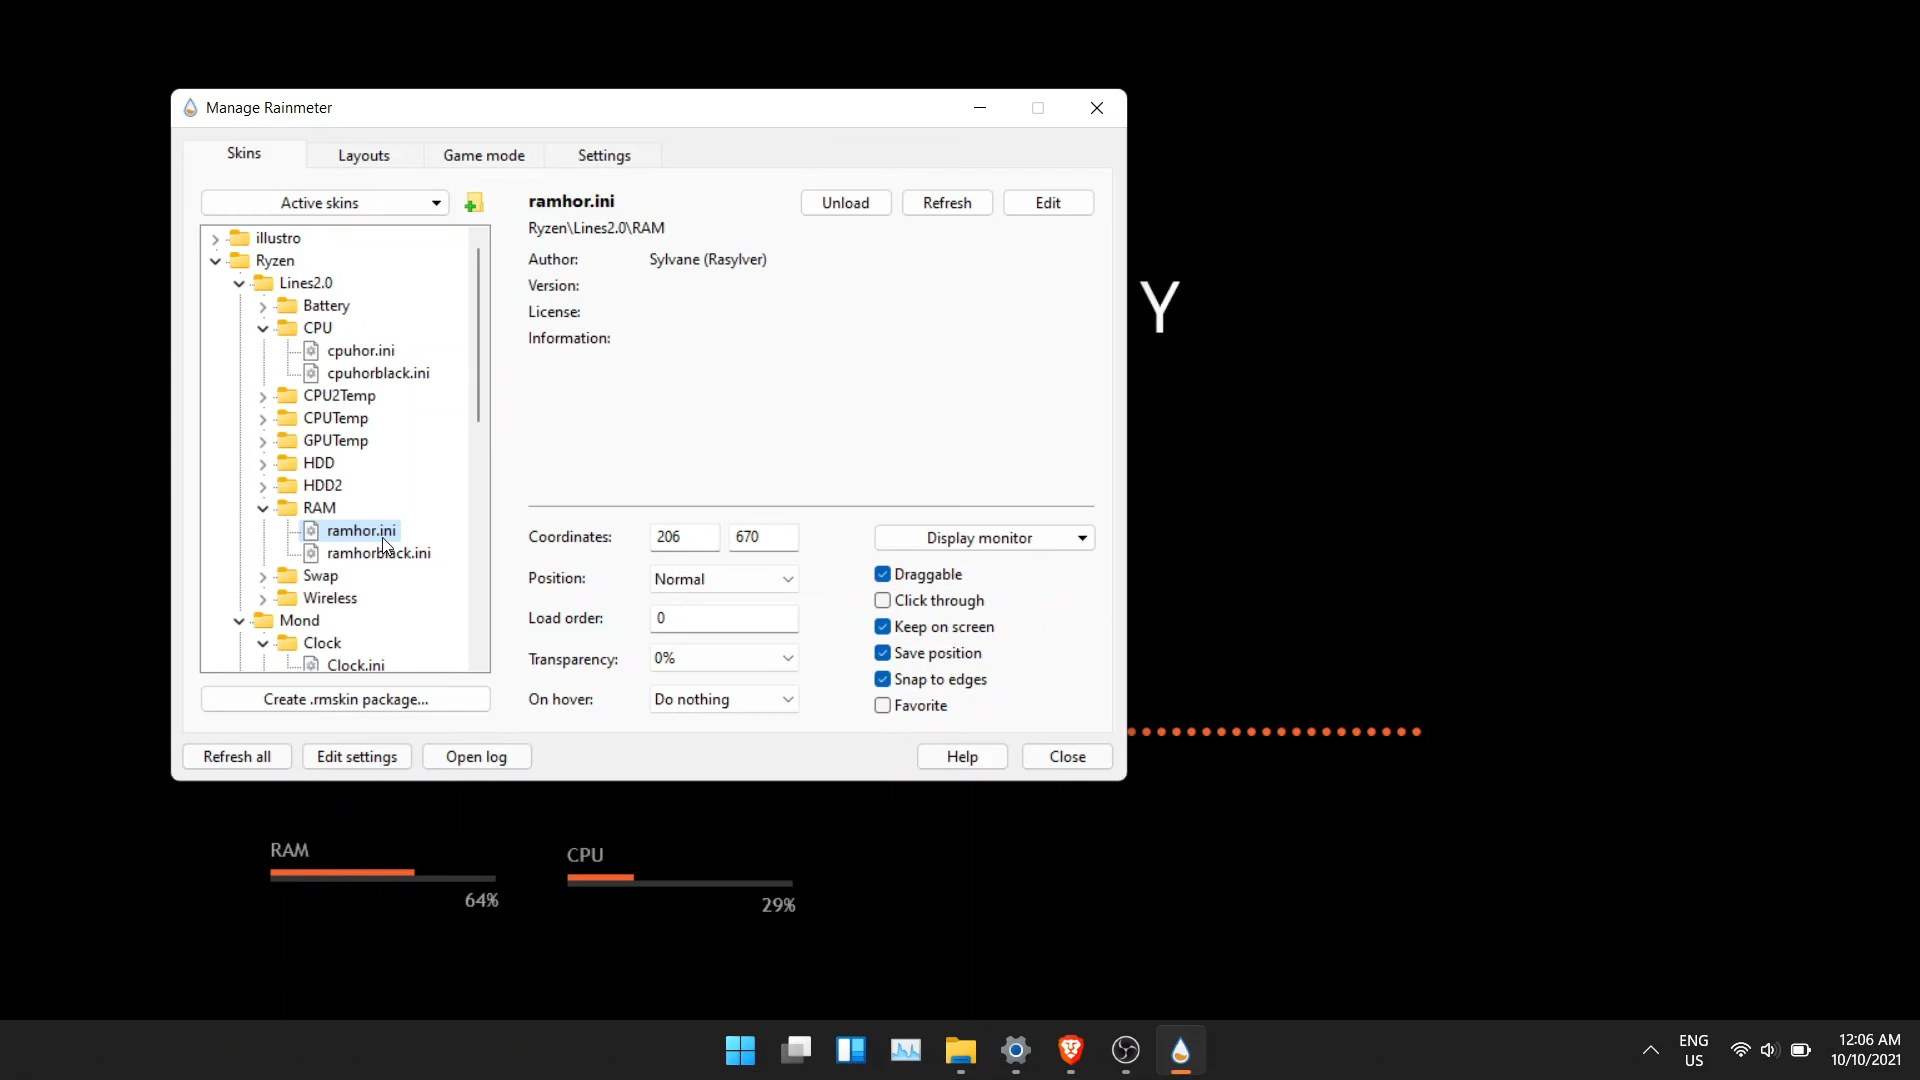 Manage Rainmeter
Skins
Layouts
Game mode
Settings
Active skins
illustro
Ryzen
Lines2.0
Battery
CPU
cpuhor.ini
cpuhorblack.ini
CPU2Temp
CPUTemp
GPUTemp
HDD
HDD2
RAM
ramhor.ini
ramhorblack.ini
Swap
Wireless
Mond
Clock
Clock.ini
Create .rmskin package...
ramhor.ini
Unload
Refresh
Edit
Ryzen\Lines2.0\RAM
Author: Sylvane (Rasylver)
Version:
License:
Information:
Coordinates: 206 670
Position: Normal
Load order: 0
Transparency: 0%
On hover: Do nothing
Display monitor
Draggable
Click through
Keep on screen
Save position
Snap to edges
Favorite
Refresh all
Edit settings
Open log
Help
Close
Y
RAM
64%
CPU
29%
ENG
US
12:06 AM
10/10/2021